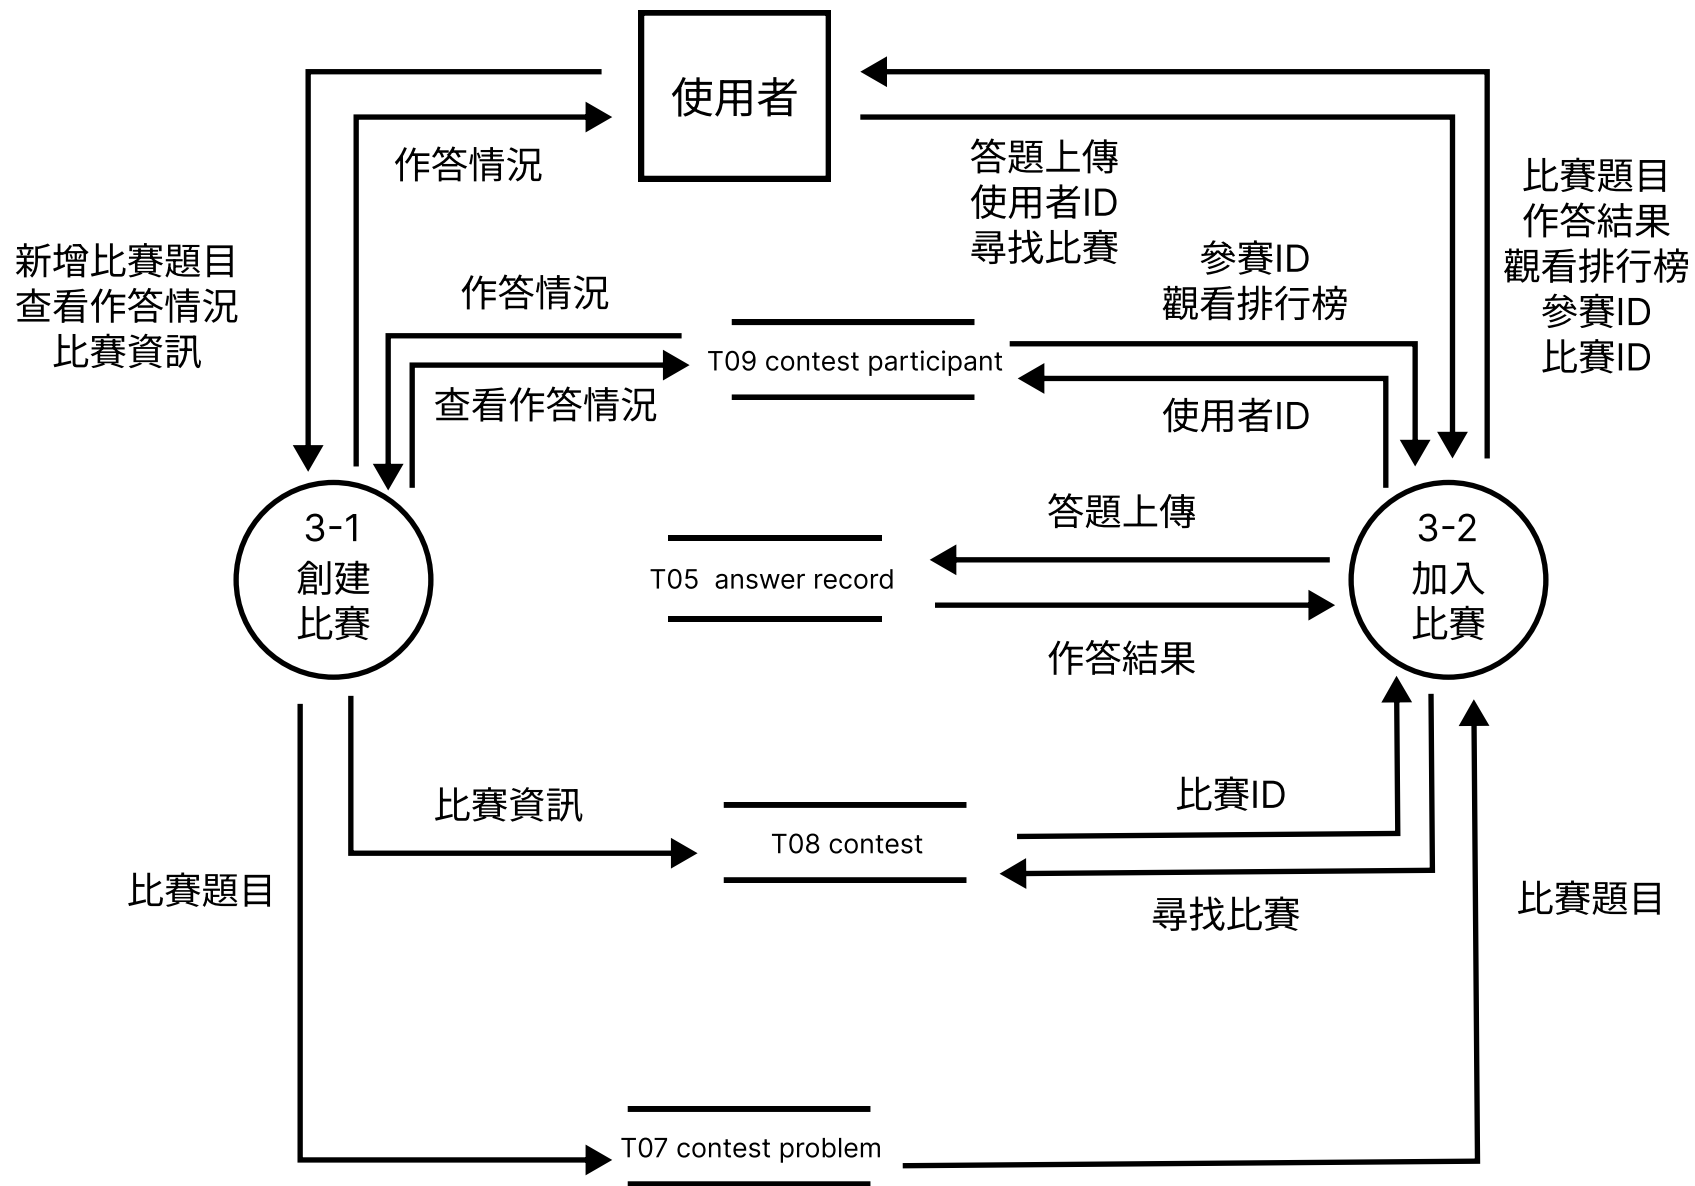 使用者
作答情況
答題上傳
使用者ID
尋找比賽
比賽題目
作答結果
觀看排行榜
參賽ID
比賽ID
新增比賽題目
查看作答情況
比賽資訊
作答情況
參賽ID
觀看排行榜
T09 contest participant
查看作答情況
使用者ID
答題上傳
3-1
創建
比賽
T05 answer record
3-2
加入
比賽
作答結果
比賽資訊
比賽ID
T08 contest
比賽題目
尋找比賽
比賽題目
T07 contest problem